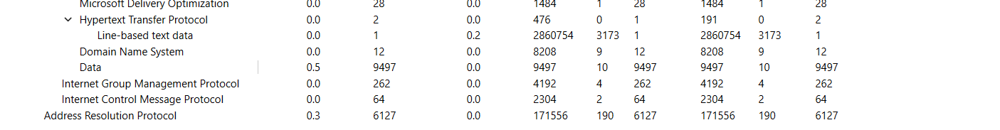 Microsoft Delivery Optimization 0.0 28 0.0 1484 1 28 1484 1 28
Hypertext Transfer Protocol 0.0 2 0.0 476 0 1 191 0 2
Line-based text data 0.0 1 0.2 2860754 3173 1 2860754 3173 1
Domain Name System 0.0 12 0.0 8208 9 12 8208 9 12
Data 0.5 9497 0.0 9497 10 9497 9497 10 9497
Internet Group Management Protocol 0.0 262 0.0 4192 4 262 4192 4 262
Internet Control Message Protocol 0.0 64 0.0 2304 2 64 2304 2 64
Address Resolution Protocol 0.3 6127 0.0 171556 190 6127 171556 190 6127